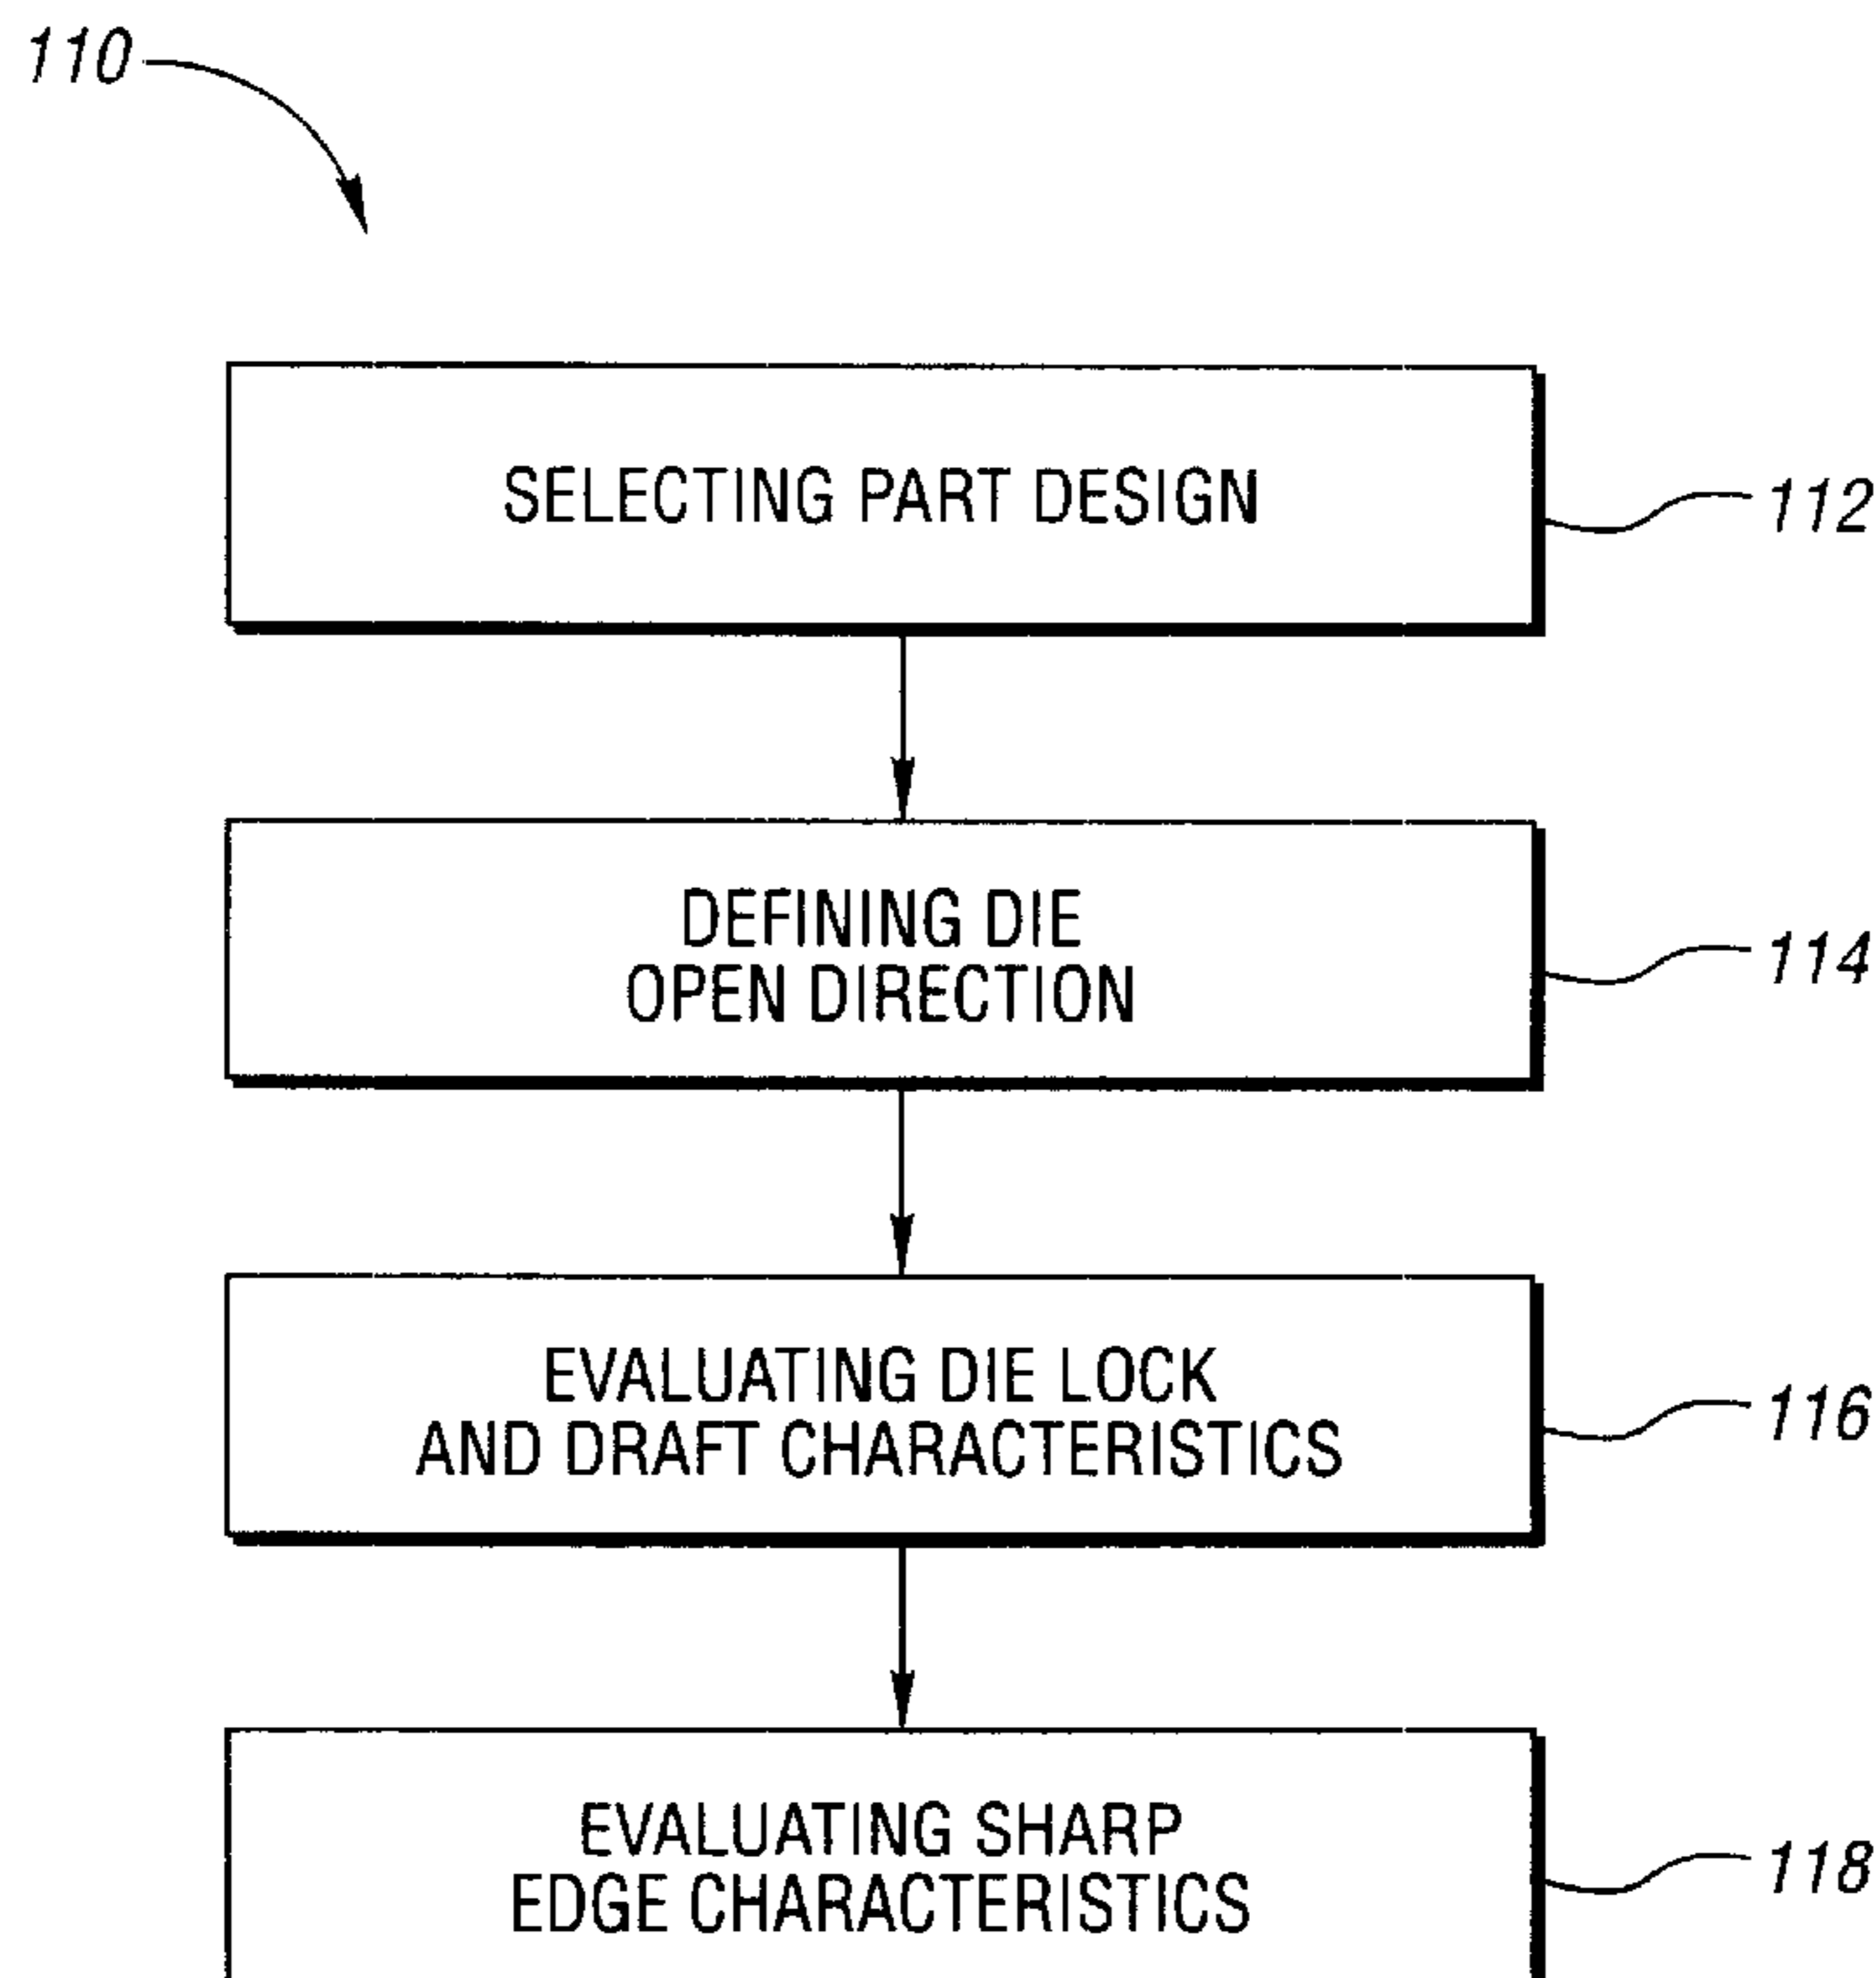 110
SELECTING PART DESIGN
112
DEFINING DIE
OPEN DIRECTION
114
EVALUATING DIE LOCK
AND DRAFT CHARACTERISTICS
116
EVALUATING SHARP
EDGE CHARACTERISTICS
118